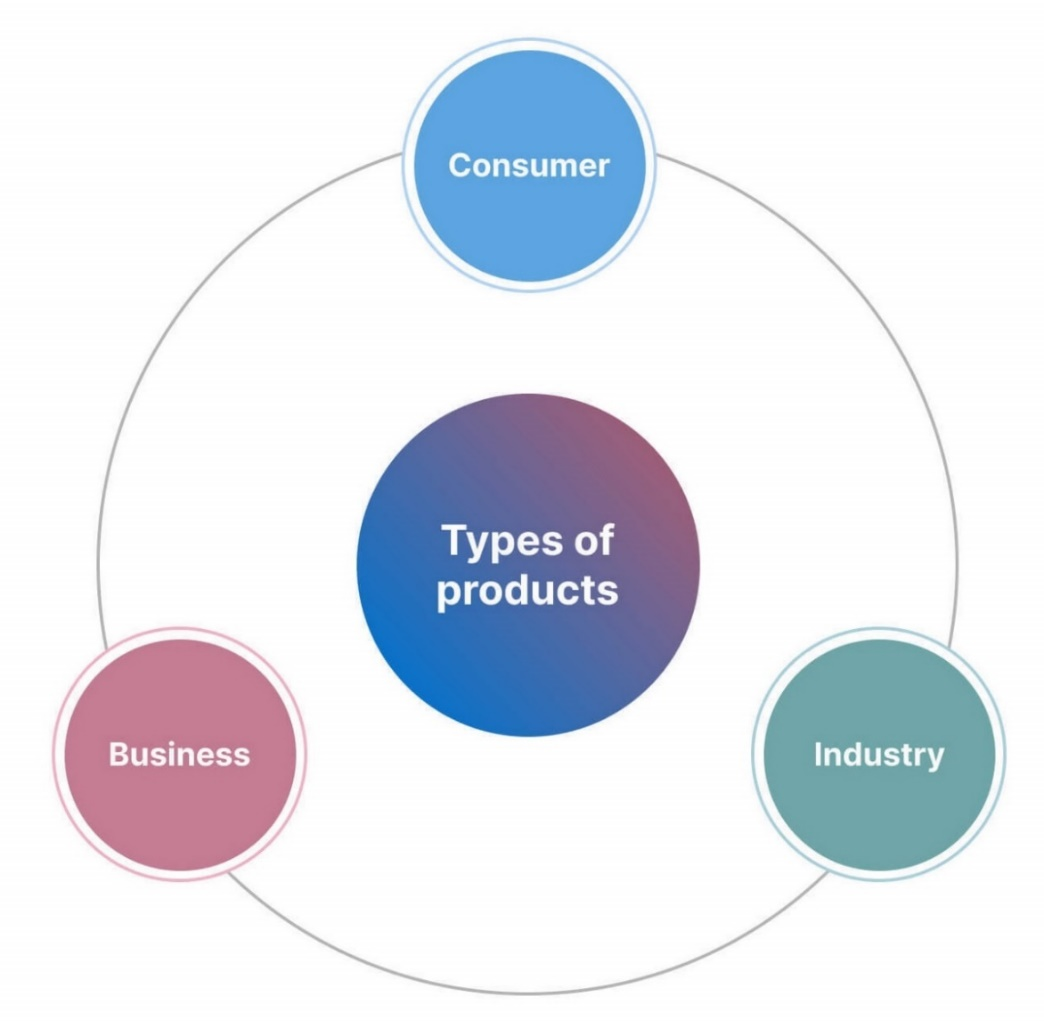 Consumer
Types of
products
Business
Industry